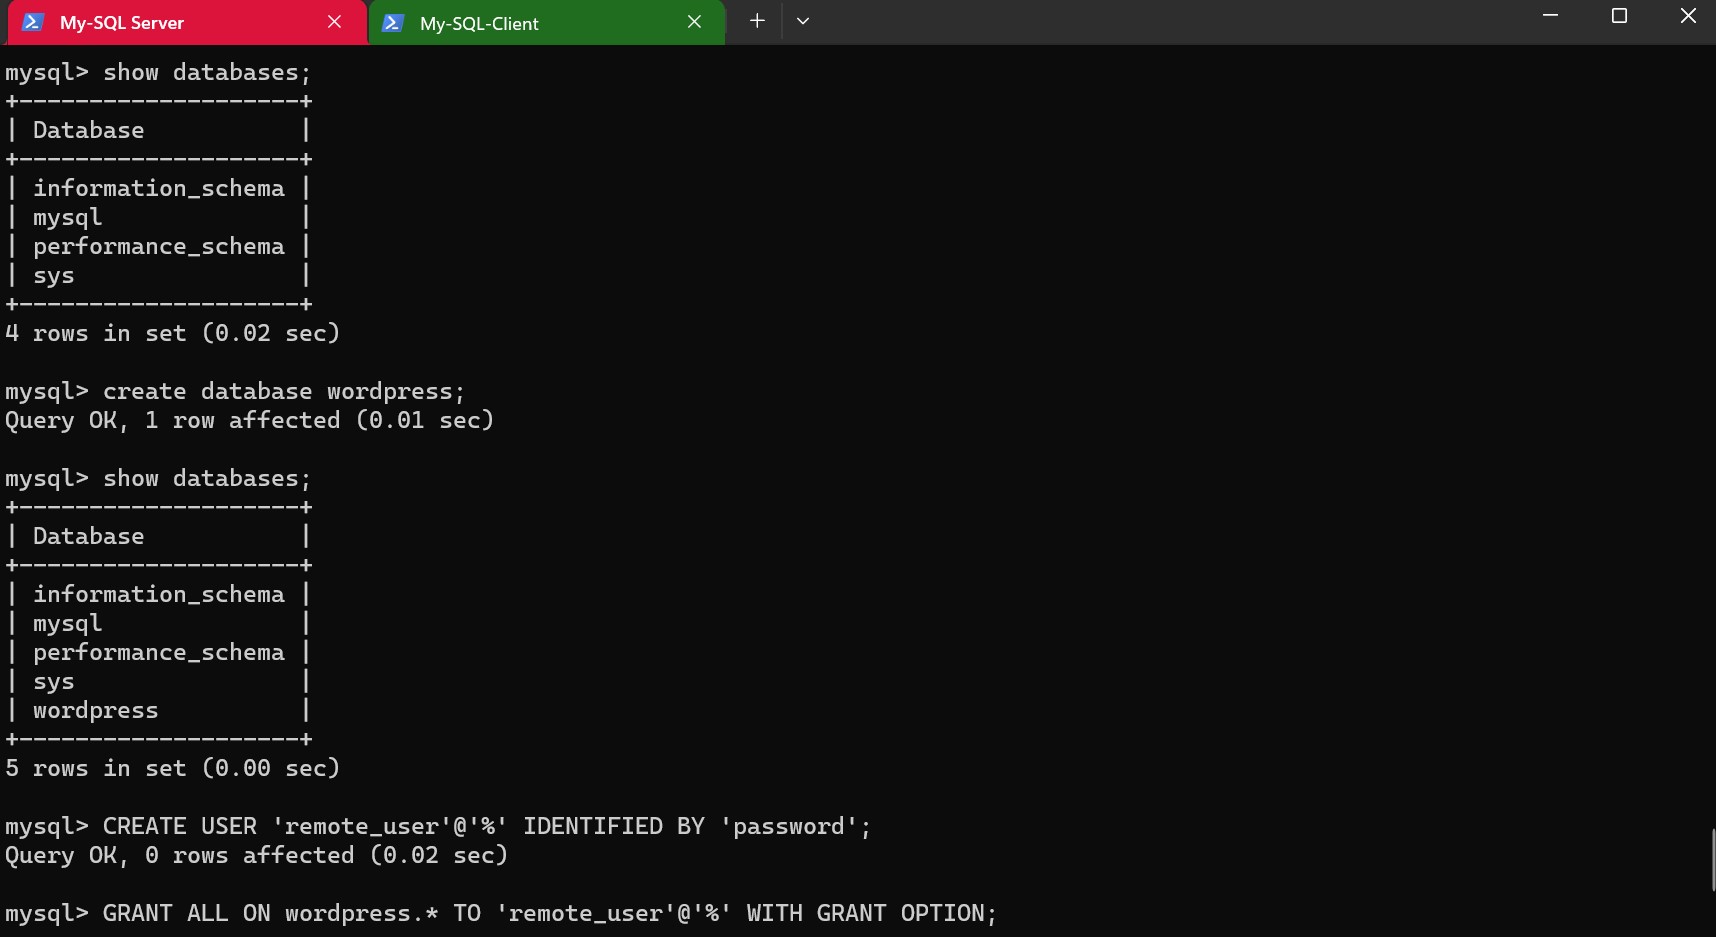 My-SQL Server
My-SQL-Client
mysql> show databases;
+--------------------+
| Database           |
+--------------------+
| information_schema |
| mysql              |
| performance_schema |
| sys                |
+--------------------+
4 rows in set (0.02 sec)
mysql> create database wordpress;
Query OK, 1 row affected (0.01 sec)
mysql> show databases;
+--------------------+
| Database           |
+--------------------+
| information_schema |
| mysql              |
| performance_schema |
| sys                |
| wordpress          |
+--------------------+
5 rows in set (0.00 sec)
mysql> CREATE USER 'remote_user'@'%' IDENTIFIED BY 'password';
Query OK, 0 rows affected (0.02 sec)
mysql> GRANT ALL ON wordpress.* TO 'remote_user'@'%' WITH GRANT OPTION;